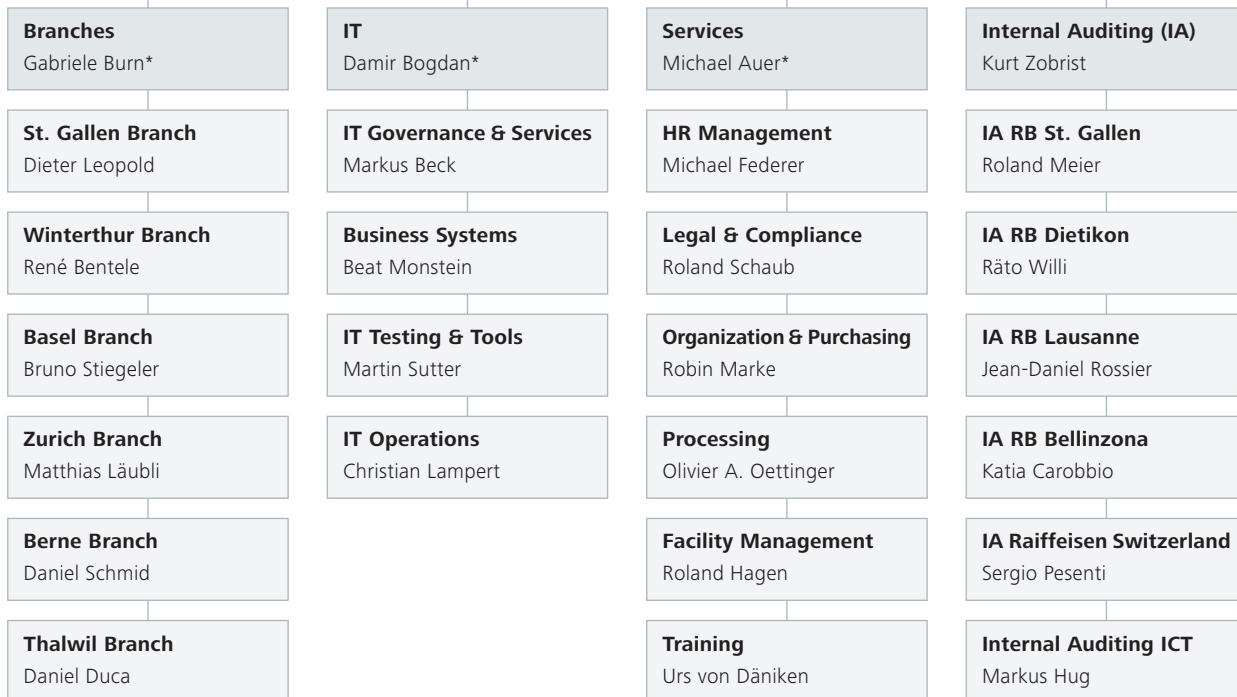 Branches
Gabriele Burn*
St. Gallen Branch
Dieter Leopold
Winterthur Branch
René Bentele
Basel Branch
Bruno Stiegeler
Zurich Branch
Matthias Läubli
Berne Branch
Daniel Schmid
Thalwil Branch
Daniel Duca
IT
Damir Bogdan*
IT Governance & Services
Markus Beck
Business Systems
Beat Monstein
IT Testing & Tools
Martin Sutter
IT Operations
Christian Lampert
Services
Michael Auer*
HR Management
Michael Federer
Legal & Compliance
Roland Schaub
Organization & Purchasing
Robin Marke
Processing
Olivier A. Oettinger
Facility Management
Roland Hagen
Training
Urs von Däniken
Internal Auditing (IA)
Kurt Zobrist
IA RB St. Gallen
Roland Meier
IA RB Dietikon
Räto Willi
IA RB Lausanne
Jean-Daniel Rossier
IA RB Bellinzona
Katia Carobbio
IA Raiffeisen Switzerland
Sergio Pesenti
Internal Auditing ICT
Markus Hug